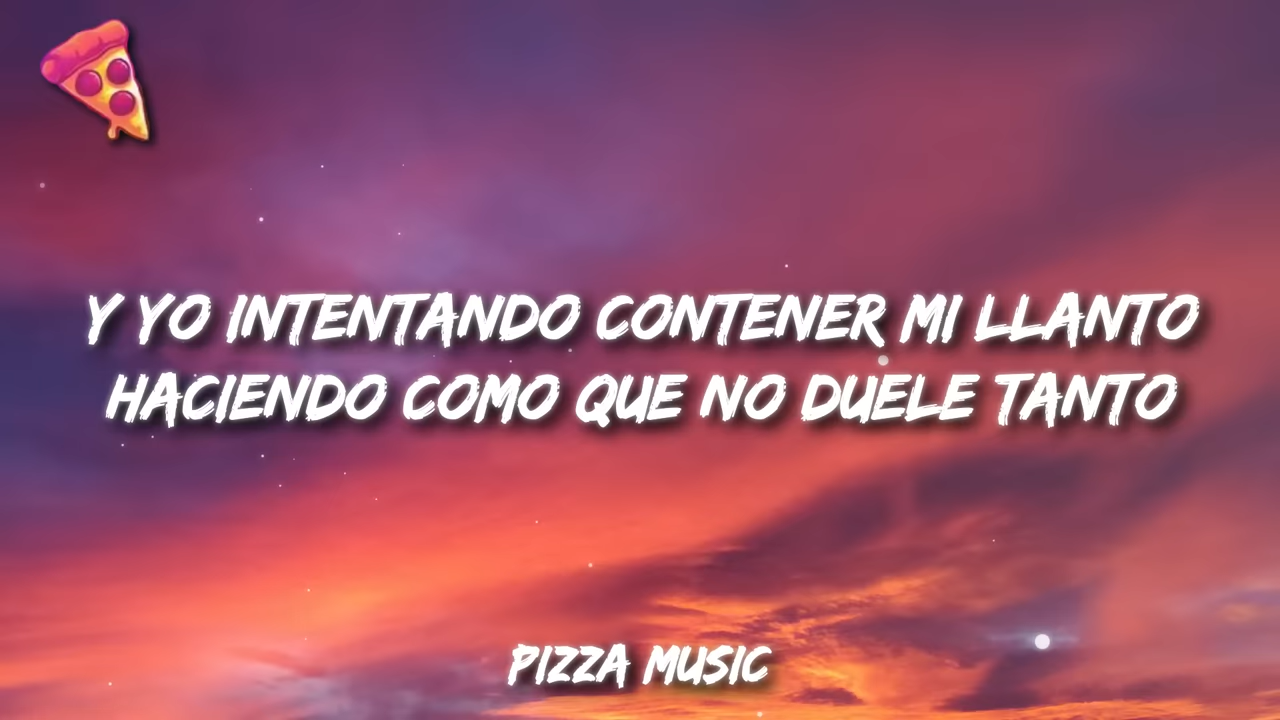 Y YO INTENTANDO CONTENER MI LLANTO
HACIENDO COMO QUE NO DUELE TANTO
PIZZA MUSIC